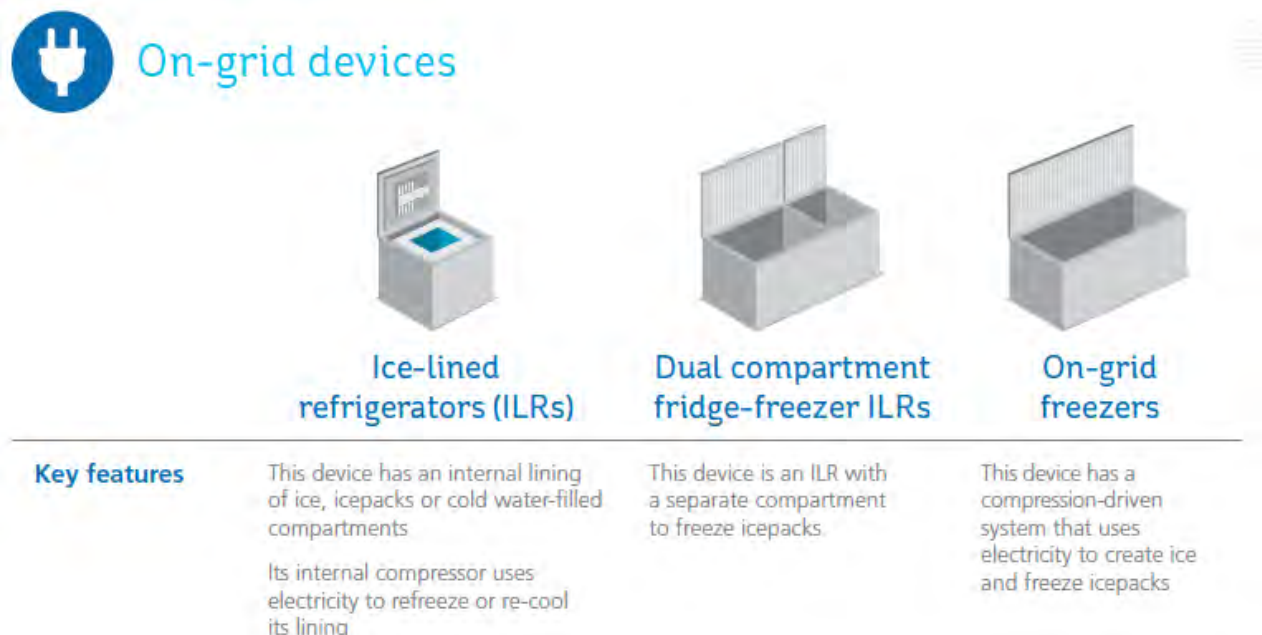 On-grid devices
Ice-lined
refrigerators (ILRs)
Dual compartment
fridge-freezer ILRs
On-grid
freezers
Key features
This device has an internal lining
of ice, icepacks or cold water-filled
compartments
Its internal compressor uses
electricity to refreeze or re-cool
its lining
This device is an ILR with
a separate compartment
to freeze icepacks
This device has a
compression-driven
system that uses
electricity to create ice
and freeze icepacks